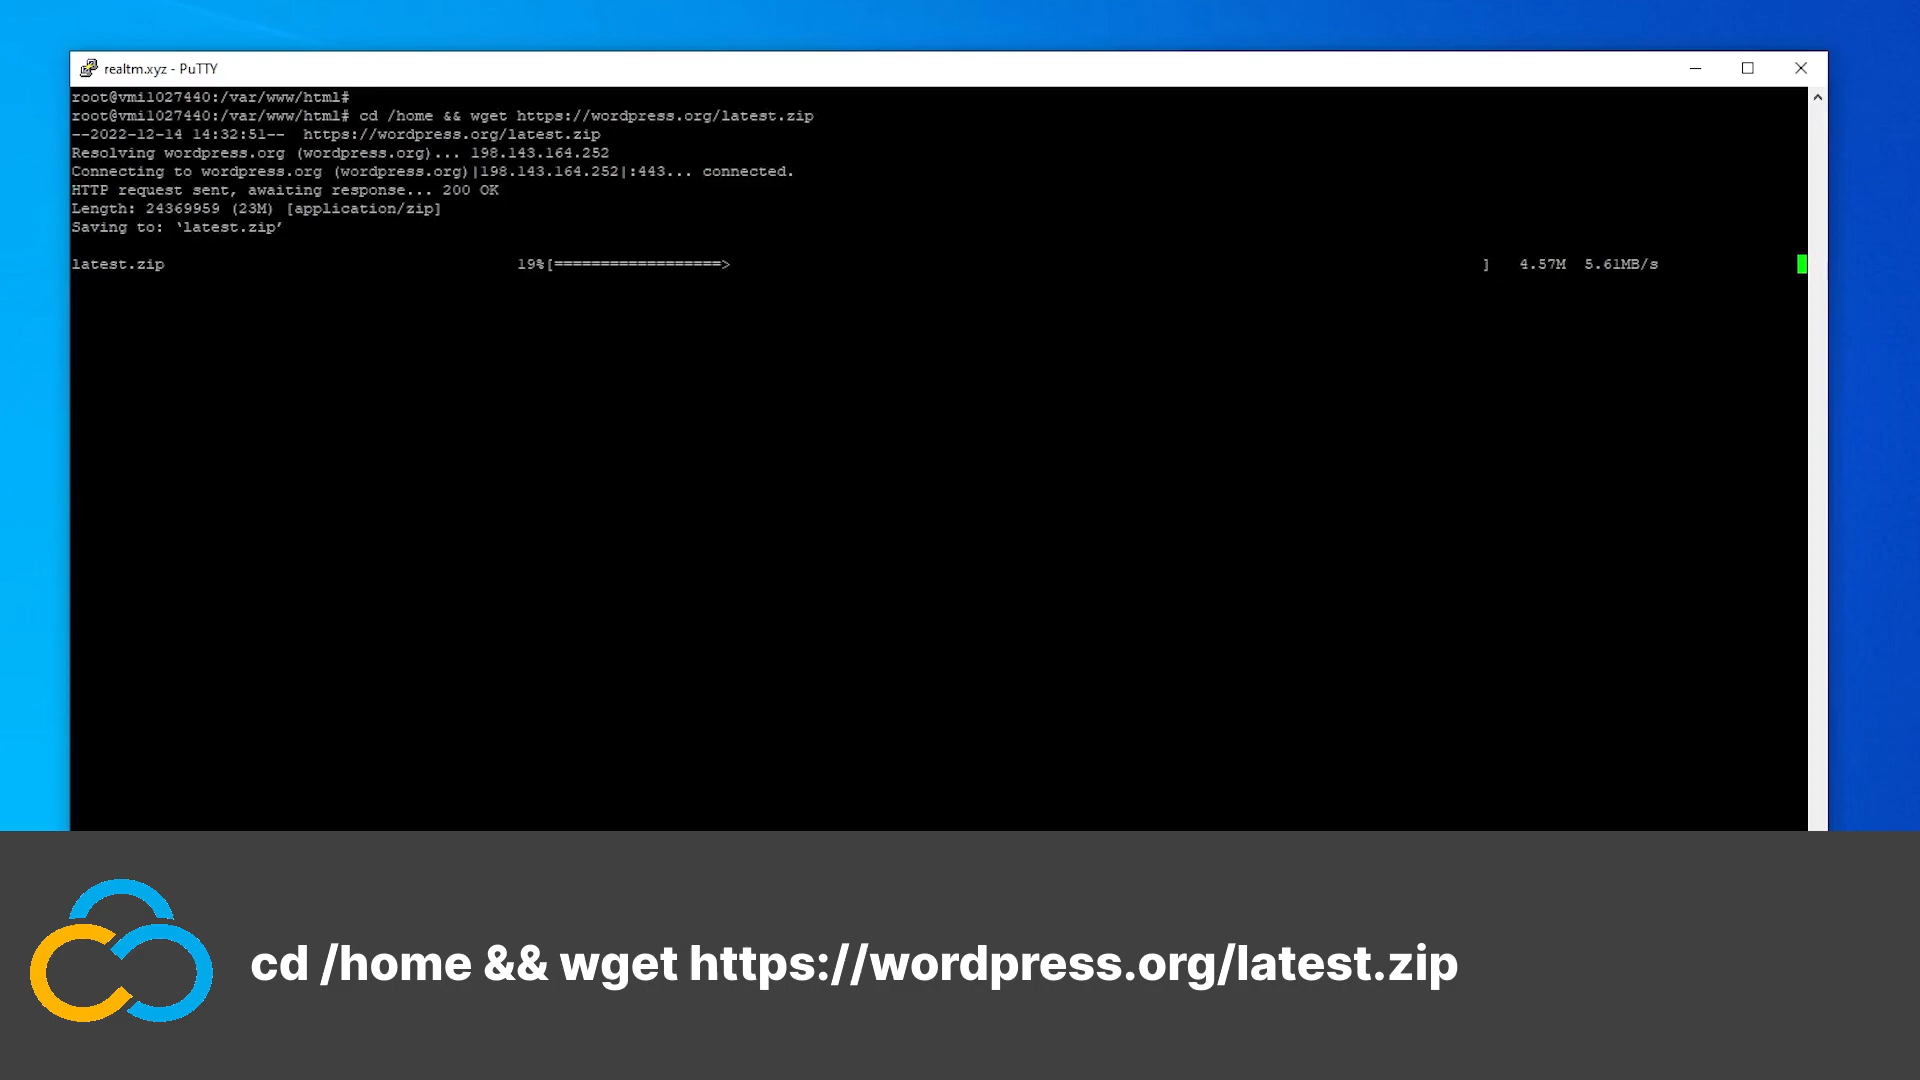 realtm.xyz - PuTTY
root@vmi1027440:/var/www/html#
root@vmi1027440:/var/www/html# cd /home && wget https://wordpress.org/latest.zip
--2022-12-14 14:32:51--  https://wordpress.org/latest.zip
Resolving wordpress.org (wordpress.org)... 198.143.164.252
Connecting to wordpress.org (wordpress.org)|198.143.164.252|:443... connected.
HTTP request sent, awaiting response... 200 OK
Length: 24369959 (23M) [application/zip]
Saving to: ‘latest.zip’
latest.zip 19%[==================> ] 4.57M 5.61MB/s
cd /home && wget https://wordpress.org/latest.zip